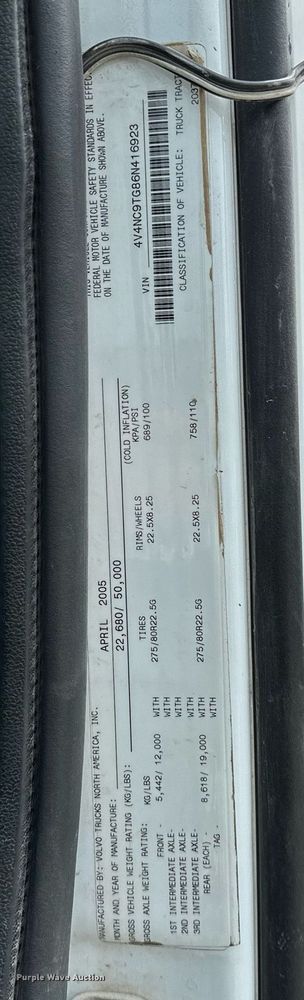 MANUFACTURED BY: VOLVO TRUCKS NORTH AMERICA, INC.
MONTH AND YEAR OF MANUFACTURE: APRIL 2005
GROSS VEHICLE WEIGHT RATING (KG/LBS): 22,680/ 50,000
GROSS AXLE WEIGHT RATING: KG/LBS TIRES RIMS/WHEELS (COLD INFLATION) KPA/PSI
FRONT - 5,442/ 12,000 WITH 275/80R22.5G 22.5X8.25 689/100
1ST INTERMEDIATE AXLE- WITH
2ND INTERMEDIATE AXLE- WITH
3RD INTERMEDIATE AXLE- WITH
REAR (EACH) - 8,618/ 19,000 WITH 275/80R22.5G 22.5X8.25 758/110
TAG - WITH
FEDERAL MOTOR VEHICLE SAFETY STANDARDS IN EFFEC
ON THE DATE OF MANUFACTURE SHOWN ABOVE.
4V4NC9TG86N416923
VIN
CLASSIFICATION OF VEHICLE: TRUCK TRACT
Purple Wave Auction